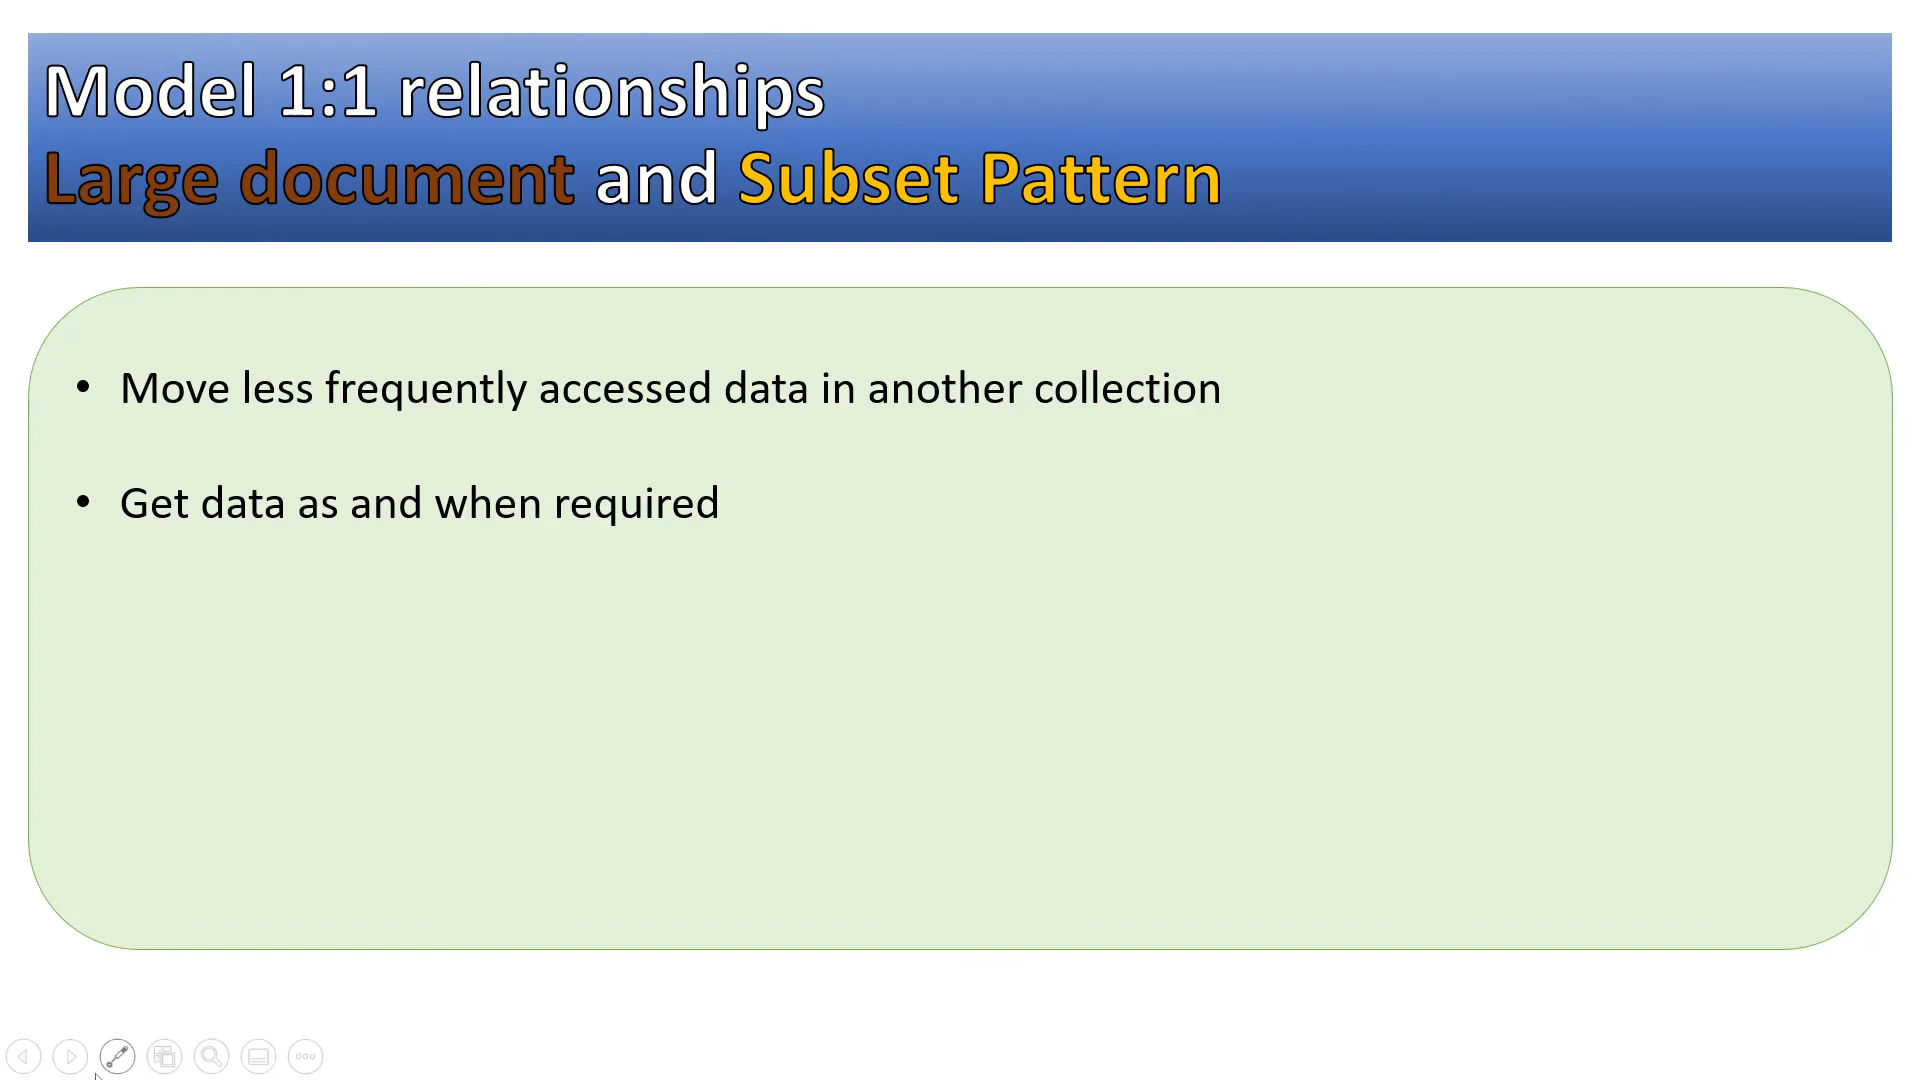 Model 1:1 relationships
Large document and Subset Pattern
• Move less frequently accessed data in another collection
• Get data as and when required